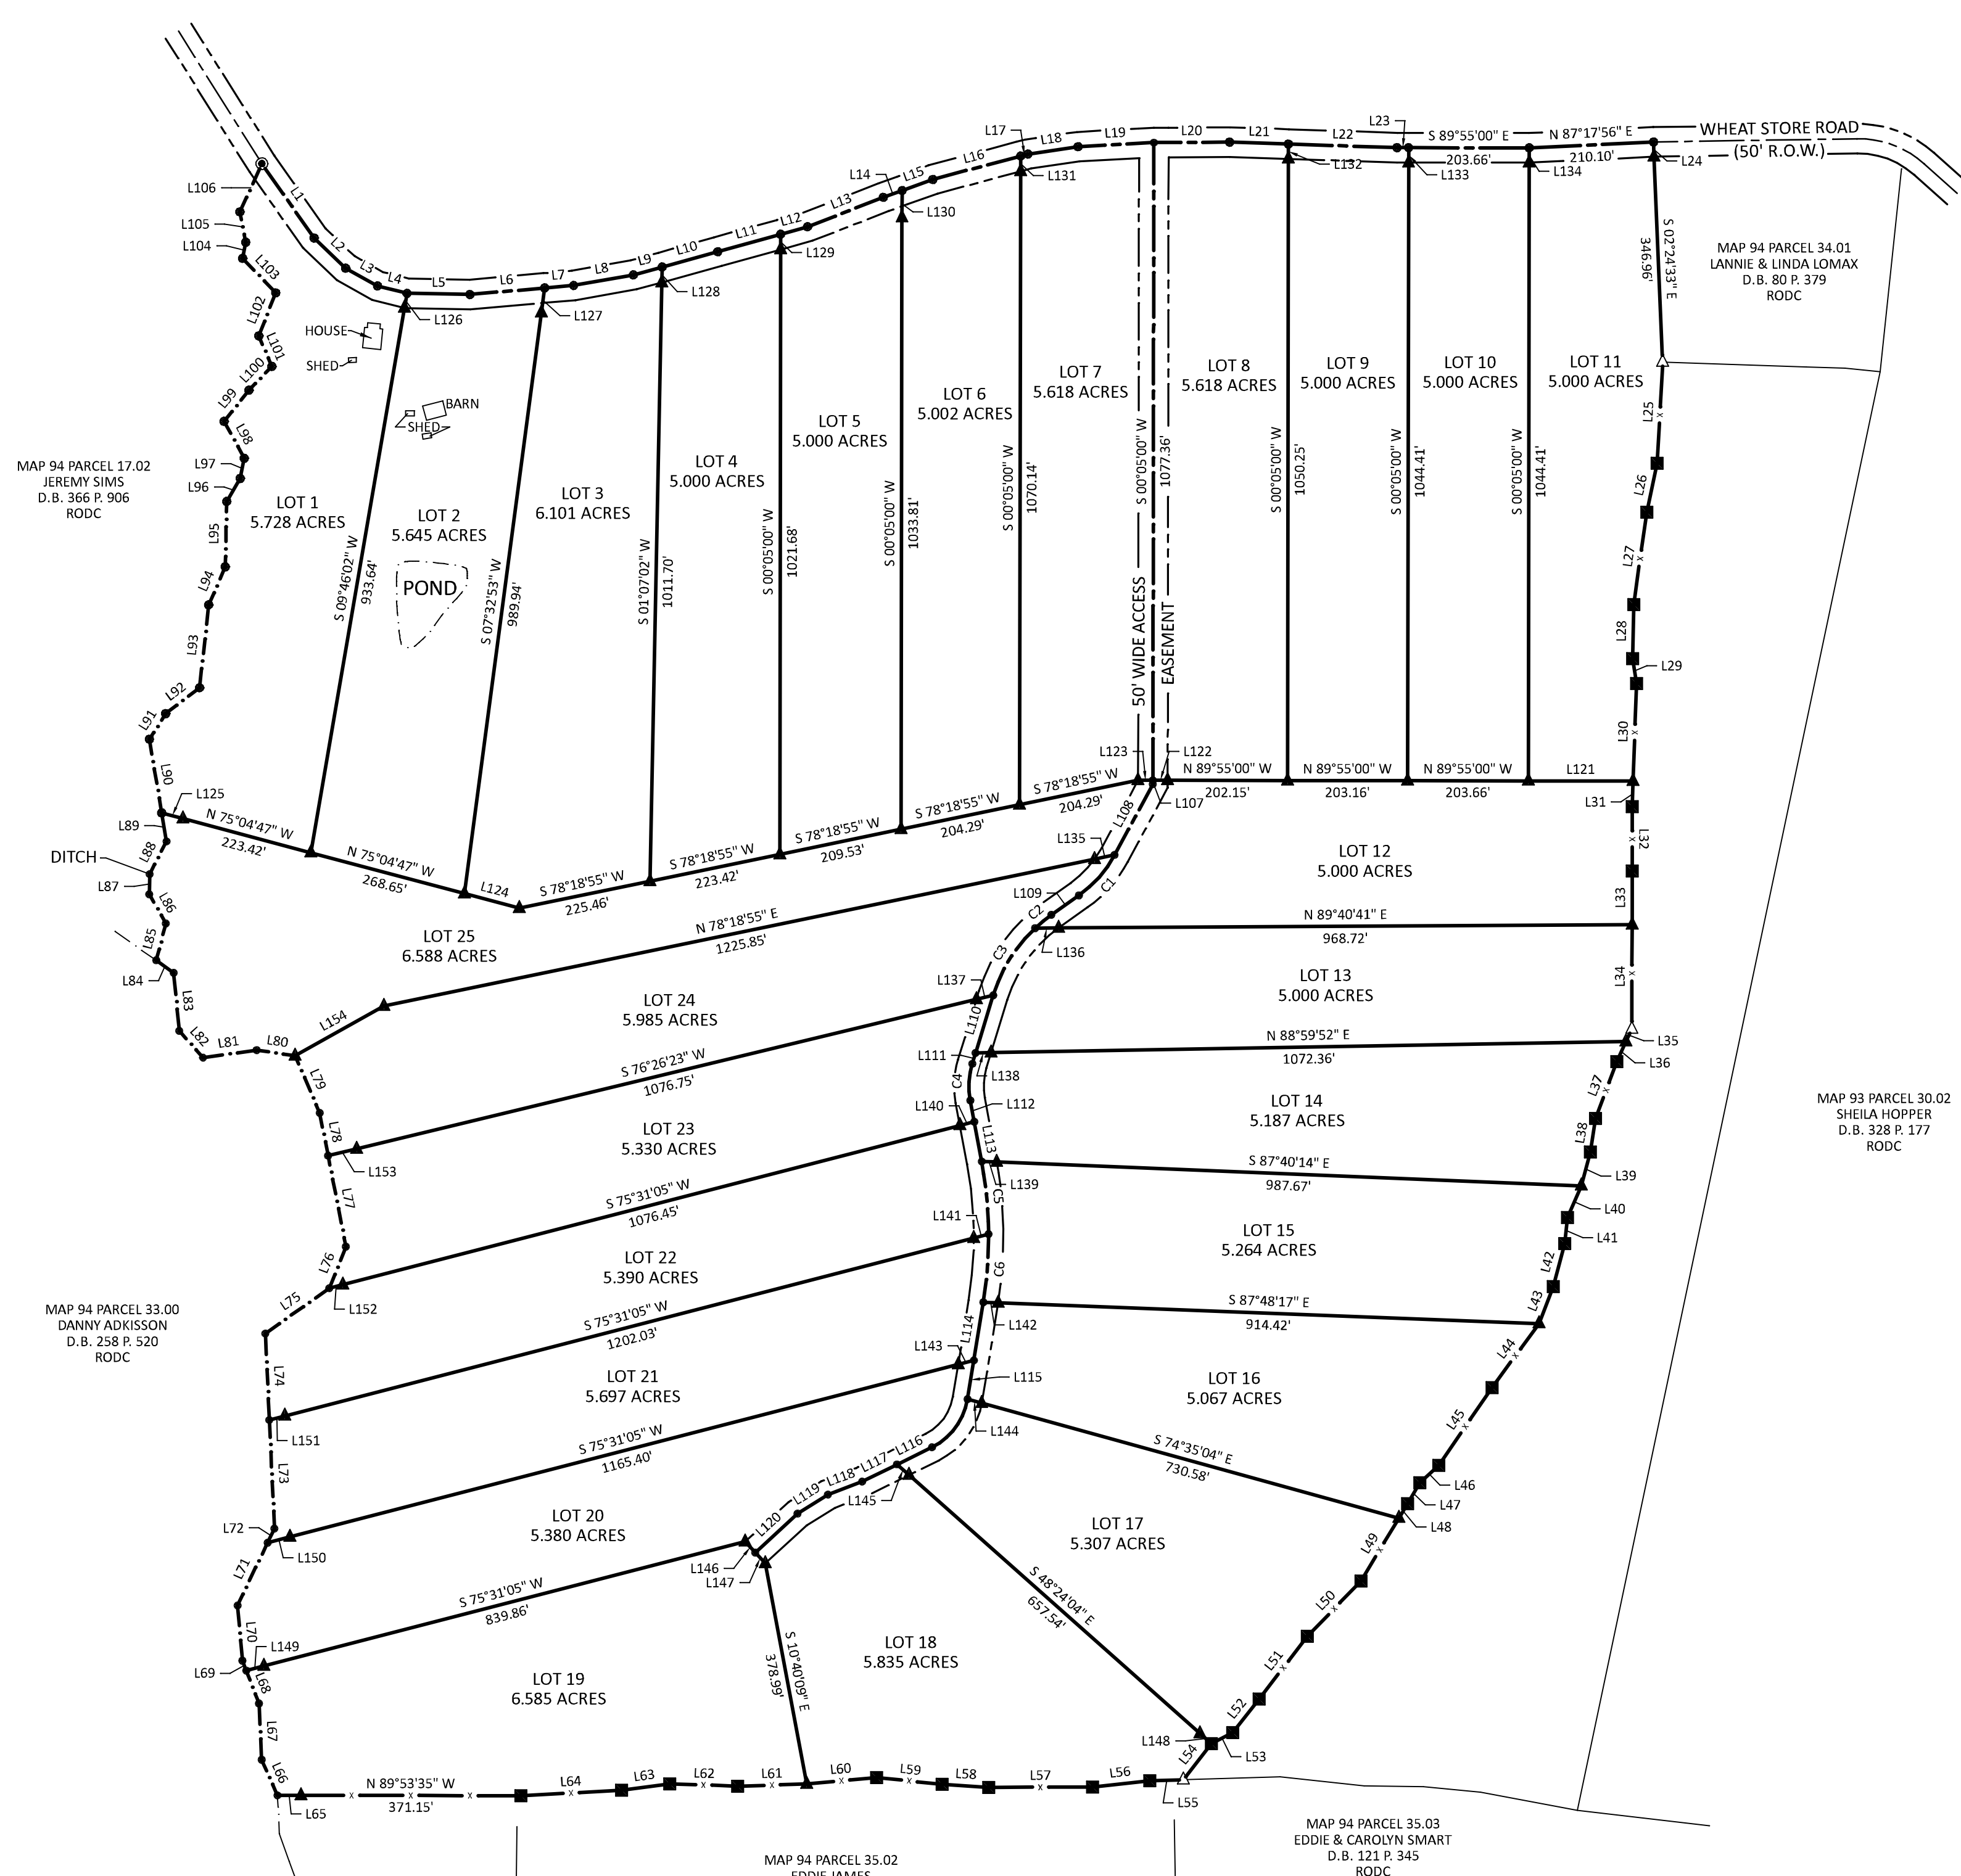 L17
L18
L19
L20
L21
L22
L23
S 89°55'00" E
203.66'
N 87°17'56" E
210.10'
WHEAT STORE ROAD
(50' R.O.W.)
L24
L132
L133
L134
L131
L16
L15
L14
L13
L130
L12
L11
L10
L9
L8
L7
L6
L5
L4
L3
L2
L1
L129
L128
L127
L126
L106
L105
L104
L103
L102
L101
L100
L99
L98
L97
L96
L95
L94
L93
L92
L91
L90
HOUSE
SHED
BARN
SHED
POND
MAP 94 PARCEL 17.02
JEREMY SIMS
D.B. 366 P. 906
RODC
MAP 94 PARCEL 34.01
LANNIE & LINDA LOMAX
D.B. 80 P. 379
RODC
S 02°24'33" E
346.96'
LOT 1
5.728 ACRES
S 09°46'02" W
933.64'
LOT 2
5.645 ACRES
S 07°32'53" W
989.94'
LOT 3
6.101 ACRES
S 01°07'02" W
1011.70'
LOT 4
5.000 ACRES
S 00°05'00" W
1021.68'
LOT 5
5.000 ACRES
S 00°05'00" W
1033.81'
LOT 6
5.002 ACRES
S 00°05'00" W
1070.14'
LOT 7
5.618 ACRES
S 00°05'00" W
1077.36'
50' WIDE ACCESS
EASEMENT
LOT 8
5.618 ACRES
S 00°05'00" W
1050.25'
LOT 9
5.000 ACRES
S 00°05'00" W
1044.41'
LOT 10
5.000 ACRES
S 00°05'00" W
1044.41'
LOT 11
5.000 ACRES
L25
L26
L27
L28
L29
L30
L31
L32
L33
L34
L125
N 75°04'47" W
223.42'
N 75°04'47" W
268.65'
L124
S 78°18'55" W
225.46'
S 78°18'55" W
223.42'
S 78°18'55" W
209.53'
S 78°18'55" W
204.29'
S 78°18'55" W
204.29'
L123
L122
N 89°55'00" W
202.15'
N 89°55'00" W
203.16'
N 89°55'00" W
203.66'
L121
L107
L108
L135
C1
L109
C2
L136
C3
L137
L110
L111
L138
C4
L140
L112
L113
L139
C5
L141
C6
L142
L114
L143
L115
L144
L116
L117
L118
L145
L119
L120
L146
L147
DITCH
L89
L88
L87
L86
L85
L84
L83
L82
L81
L80
L79
L78
L77
L76
L75
L74
L73
L72
L71
L70
L69
L68
L67
L66
LOT 25
6.588 ACRES
N 78°18'55" E
1225.85'
L154
LOT 24
5.985 ACRES
S 76°26'23" W
1076.75'
L153
LOT 23
5.330 ACRES
S 75°31'05" W
1076.45'
L152
LOT 22
5.390 ACRES
S 75°31'05" W
1202.03'
L151
LOT 21
5.697 ACRES
S 75°31'05" W
1165.40'
L150
LOT 20
5.380 ACRES
S 75°31'05" W
839.86'
L149
LOT 12
5.000 ACRES
N 89°40'41" E
968.72'
LOT 13
5.000 ACRES
N 88°59'52" E
1072.36'
L35
L36
L37
L38
L39
L40
L41
L42
L43
L44
L45
L46
L47
L48
L49
L50
L51
L52
L53
L54
L148
LOT 14
5.187 ACRES
S 87°40'14" E
987.67'
LOT 15
5.264 ACRES
S 87°48'17" E
914.42'
LOT 16
5.067 ACRES
S 74°35'04" E
730.58'
LOT 17
5.307 ACRES
S 48°24'04" E
657.54'
LOT 18
5.835 ACRES
S 10°40'09" E
378.99'
LOT 19
6.585 ACRES
N 89°53'35" W
371.15'
L65
L64
L63
L62
L61
L60
L59
L58
L57
L56
L55
MAP 94 PARCEL 33.00
DANNY ADKISSON
D.B. 258 P. 520
RODC
MAP 93 PARCEL 30.02
SHEILA HOPPER
D.B. 328 P. 177
RODC
MAP 94 PARCEL 35.03
EDDIE & CAROLYN SMART
D.B. 121 P. 345
RODC
MAP 94 PARCEL 35.02
EDDIE JAMES